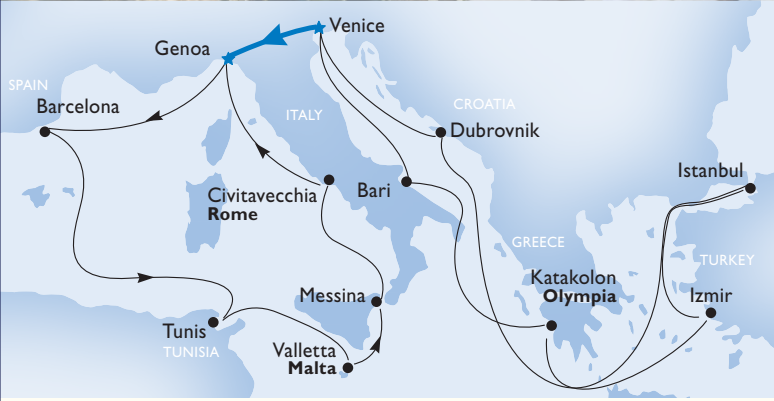 Venice
Genoa
SPAIN
Barcelona
ITALY
CROATIA
Dubrovnik
Istanbul
Civitavecchia
Rome
Bari
GREECE
TURKEY
Katakolon
Olympia
Messina
Izmir
Tunis
TUNISIA
Valletta
Malta